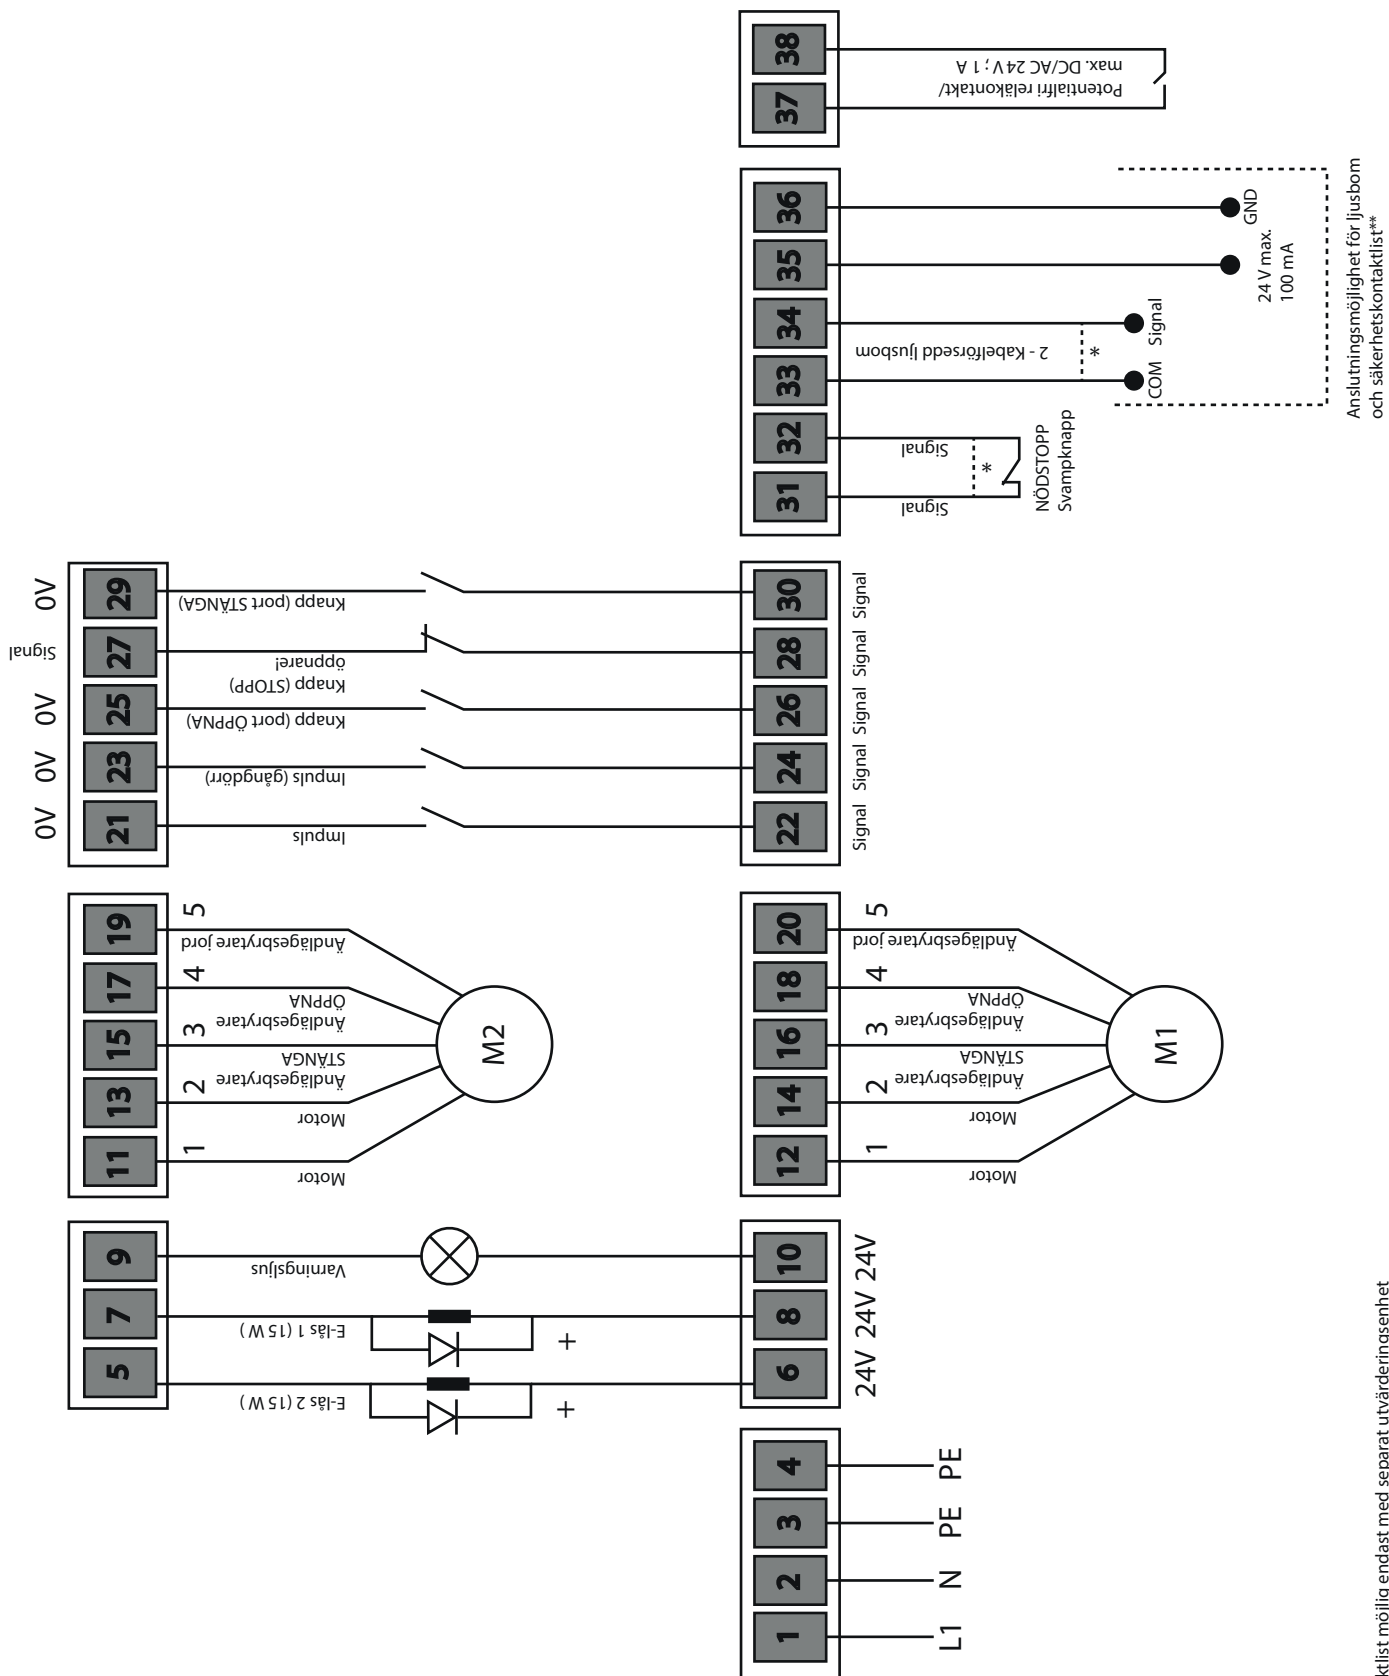 38
37
Potentialfri reläkontakt/
max. DC/AC 24 V ; 1 A
36
35
34
33
32
31
GND
24 V max.
100 mA
Signal
COM
2 - Kabelförsedd ljusbom
*
Signal
Signal
*
NÖDSTOPP
Svampknapp
Anslutningsmöjlighet för ljusbom
och säkerhetskontaktlist**
0V
Signal
0V
0V
0V
29
27
25
23
21
Knapp (port STÄNGA)
Knapp (STOPP)
öppnare!
Knapp (port ÖPPNA)
Impuls (gångdörr)
Impuls
30
28
26
24
22
Signal
Signal
Signal
Signal
Signal
19
17
15
13
11
5
4
3
2
1
Ändlägesbrytare jord
Ändlägesbrytare
ÖPPNA
Ändlägesbrytare
STÄNGA
Motor
Motor
M2
20
18
16
14
12
5
4
3
2
1
Ändlägesbrytare jord
Ändlägesbrytare
ÖPPNA
Ändlägesbrytare
STÄNGA
Motor
Motor
M1
9
7
5
Varningsljus
E-lås 1 (15 W )
E-lås 2 (15 W )
+
+
10
8
6
24V 24V 24V
4
3
2
1
PE
PE
N
L1
möjlig endast med separat utvärderingsenhet